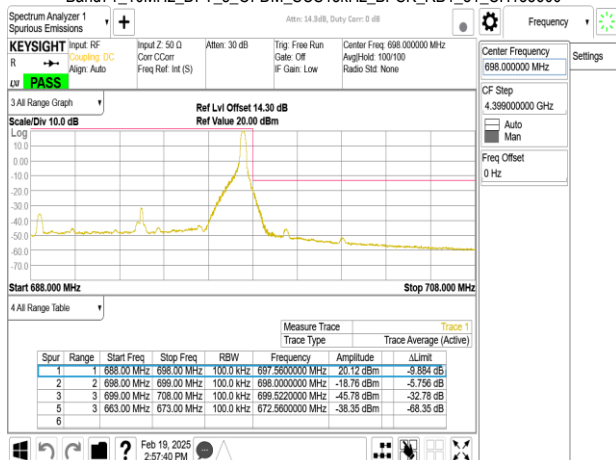 Spectrum Analyzer 1
Spurious Emissions
Attn: 14.3dB, Duty Corr: 0 dB
Frequency
Settings
KEYSIGHT
R
LXI
PASS
Input: RF
Coupling: DC
Align: Auto
Input Z: 50 Ω
Corr CCorr
Freq Ref: Int (S)
Atten: 30 dB
Trig: Free Run
Gate: Off
IF Gain: Low
Center Freq: 698.000000 MHz
Avg|Hold: 100/100
Radio Std: None
Center Frequency
698.000000 MHz
CF Step
4.399000000 GHz
Auto
Man
Freq Offset
0 Hz
3 All Range Graph
Scale/Div 10.0 dB
Ref Lvl Offset 14.30 dB
Ref Value 20.00 dBm
Log
10.0
0.00
-10.0
-20.0
-30.0
-40.0
-50.0
-60.0
-70.0
Start 688.000 MHz
Stop 708.000 MHz
4 All Range Table
Measure Trace Trace 1
Trace Type Trace Average (Active)
Spur Range Start Freq Stop Freq RBW Frequency Amplitude ΔLimit
1 1 688.00 MHz 698.00 MHz 100.0 kHz 697.5600000 MHz 20.12 dBm -9.884 dB
2 2 698.00 MHz 699.00 MHz 100.0 kHz 698.0000000 MHz -18.76 dBm -5.756 dB
3 3 699.00 MHz 708.00 MHz 100.0 kHz 699.5220000 MHz -45.78 dBm -32.78 dB
5 3 663.00 MHz 673.00 MHz 100.0 kHz 672.5600000 MHz -38.35 dBm -68.35 dB
6
Feb 19, 2025
2:57:40 PM